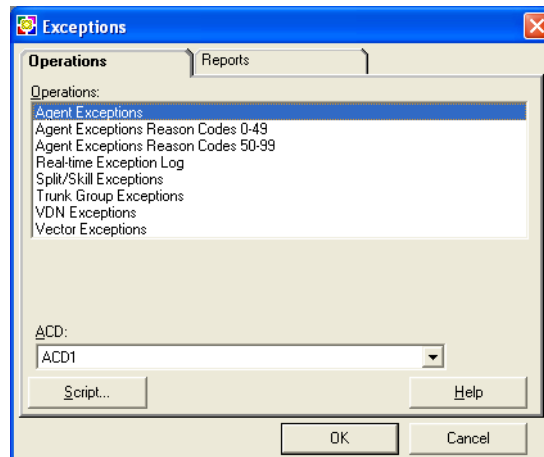 Exceptions
Operations
Reports
Operations:
Agent Exceptions
Agent Exceptions Reason Codes 0-49
Agent Exceptions Reason Codes 50-99
Real-time Exception Log
Split/Skill Exceptions
Trunk Group Exceptions
VDN Exceptions
Vector Exceptions
ACD:
ACD1
Script...
Help
OK
Cancel